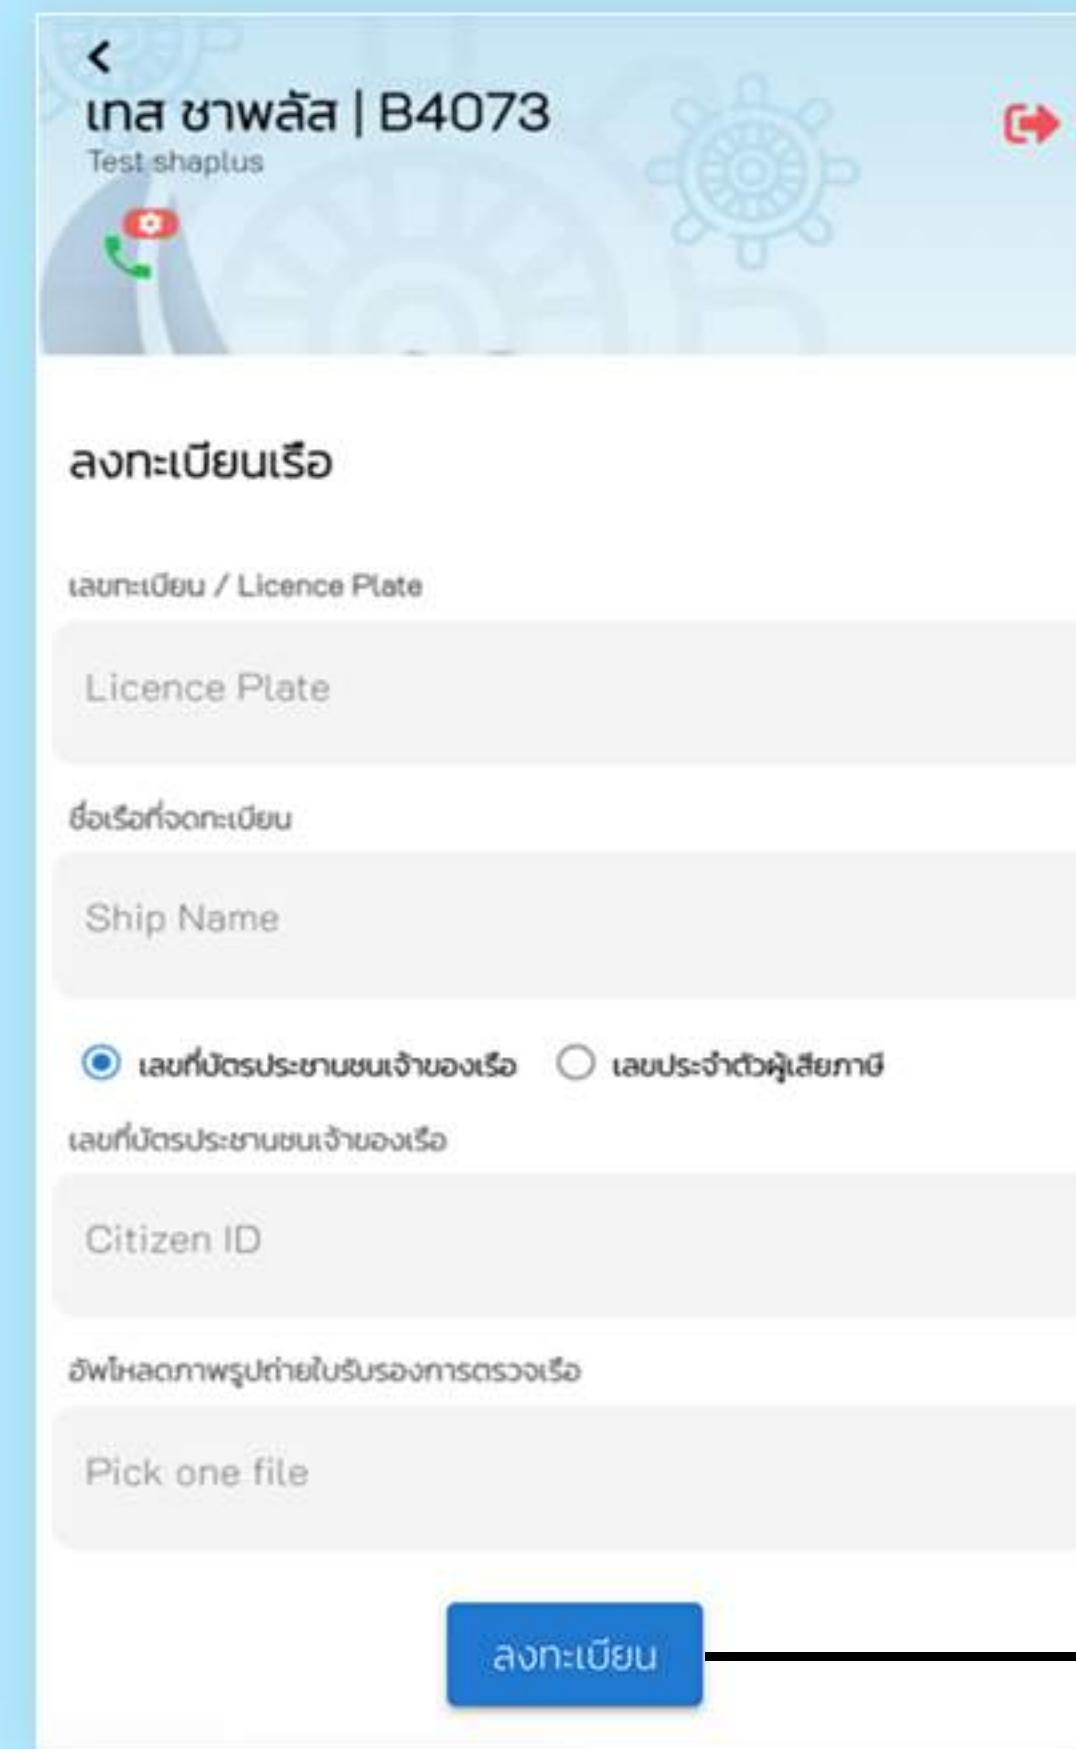 เทส ชาพลัส | B4073
Test shaplus
ลงทะเบียนเรือ
เลขทะเบียน / Licence Plate
Licence Plate
ชื่อเรือที่จดทะเบียน
Ship Name
เลขที่บัตรประชานชนเจ้าของเรือ เลขประจำตัวผู้เสียภาษี
เลขที่บัตรประชานชนเจ้าของเรือ
Citizen ID
อัพโหลดภาพรูปถ่ายใบรับรองการตรวจเรือ
Pick one file
ลงทะเบียน